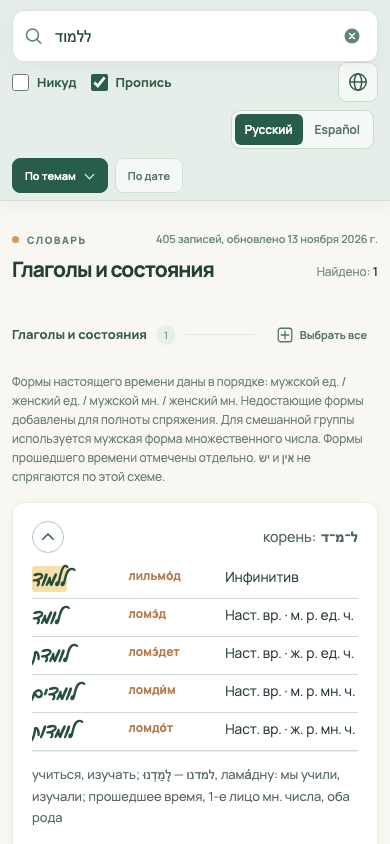 ללמוד
Никуд Пропись
Русский Español
По темам По дате
СЛОВАРЬ 405 записей, обновлено 13 ноября 2026 г.
Глаголы и состояния Найдено: 1
Глаголы и состояния 1 Выбрать все
Формы настоящего времени даны в порядке: мужской ед. /
женский ед. / мужской мн. / женский мн. Недостающие формы
добавлены для полноты спряжения. Для смешанной группы
используется мужская форма множественного числа. Формы
прошедшего времени отмечены отдельно. יש и אין не
спрягаются по этой схеме.
корень: ל־מ־ד
ללמוד лильмо́д Инфинитив
לומד ломэ́д Наст. вр. · м. р. ед. ч.
לומדת ломэ́дет Наст. вр. · ж. р. ед. ч.
לומדים ломди́м Наст. вр. · м. р. мн. ч.
לומדות ломдо́т Наст. вр. · ж. р. мн. ч.
учиться, изучать; למדנו — לָמַדְנוּ, лама́дну: мы учили,
изучали; прошедшее время, 1-е лицо мн. числа, оба
рода